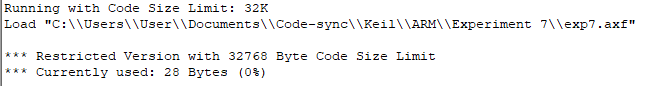 Running with Code Size Limit: 32K
Load "C:\\Users\\User\\Documents\\Code-sync\\Keil\\ARM\\Experiment 7\\exp7.axf"
*** Restricted Version with 32768 Byte Code Size Limit
*** Currently used: 28 Bytes (0%)